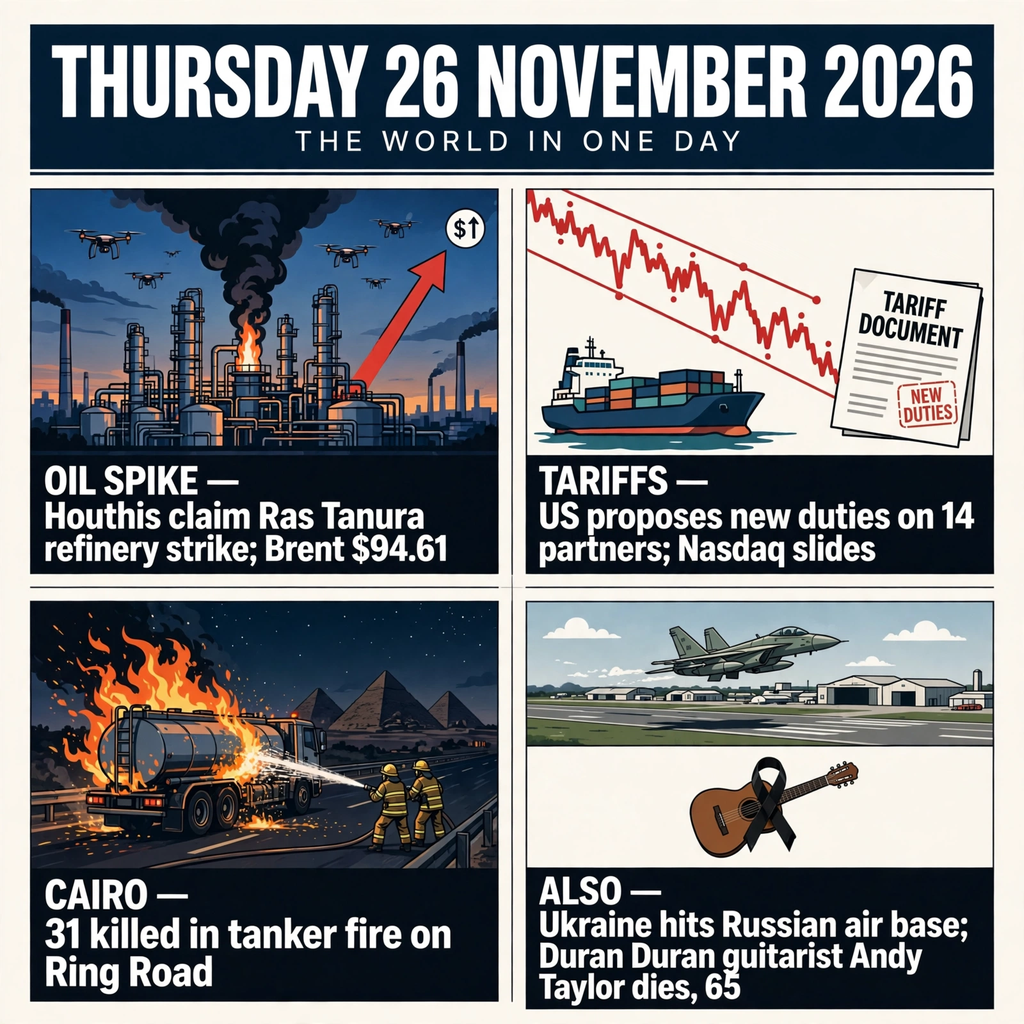 THURSDAY 26 NOVEMBER 2026
THE WORLD IN ONE DAY
$↑
OIL SPIKE —
Houthis claim Ras Tanura
refinery strike; Brent $94.61
TARIFF
DOCUMENT
NEW
DUTIES
TARIFFS —
US proposes new duties on 14
partners; Nasdaq slides
CAIRO —
31 killed in tanker fire on
Ring Road
ALSO —
Ukraine hits Russian air base;
Duran Duran guitarist Andy
Taylor dies, 65